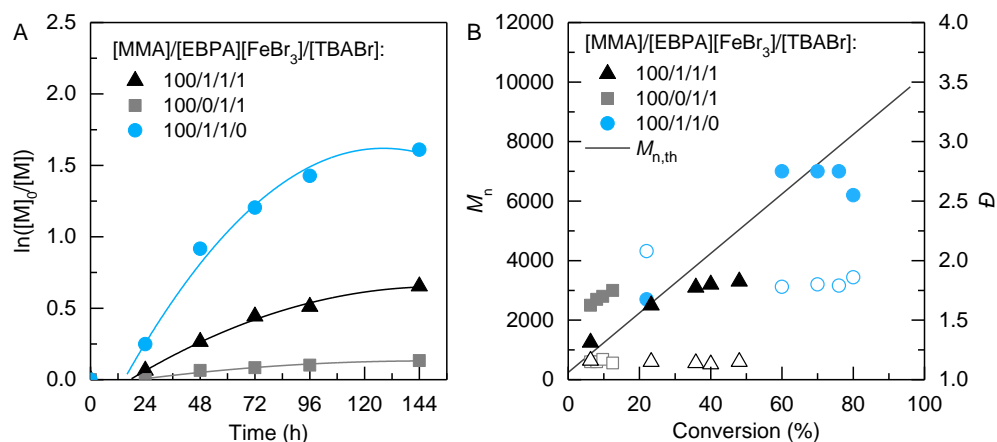 A
[MMA]/[EBPA][FeBr₃]/[TBABr]:
100/1/1/1
100/0/1/1
100/1/1/0
2.5
2.0
1.5
1.0
0.5
0.0
ln([M]₀/[M])
0 24 48 72 96 120 144
Time (h)
B
[MMA]/[EBPA][FeBr₃]/[TBABr]:
100/1/1/1
100/0/1/1
100/1/1/0
Mn,th
12000
10000
8000
6000
4000
2000
0
Mn
0 20 40 60 80 100
Conversion (%)
4.0
3.5
3.0
2.5
2.0
1.5
1.0
Đ